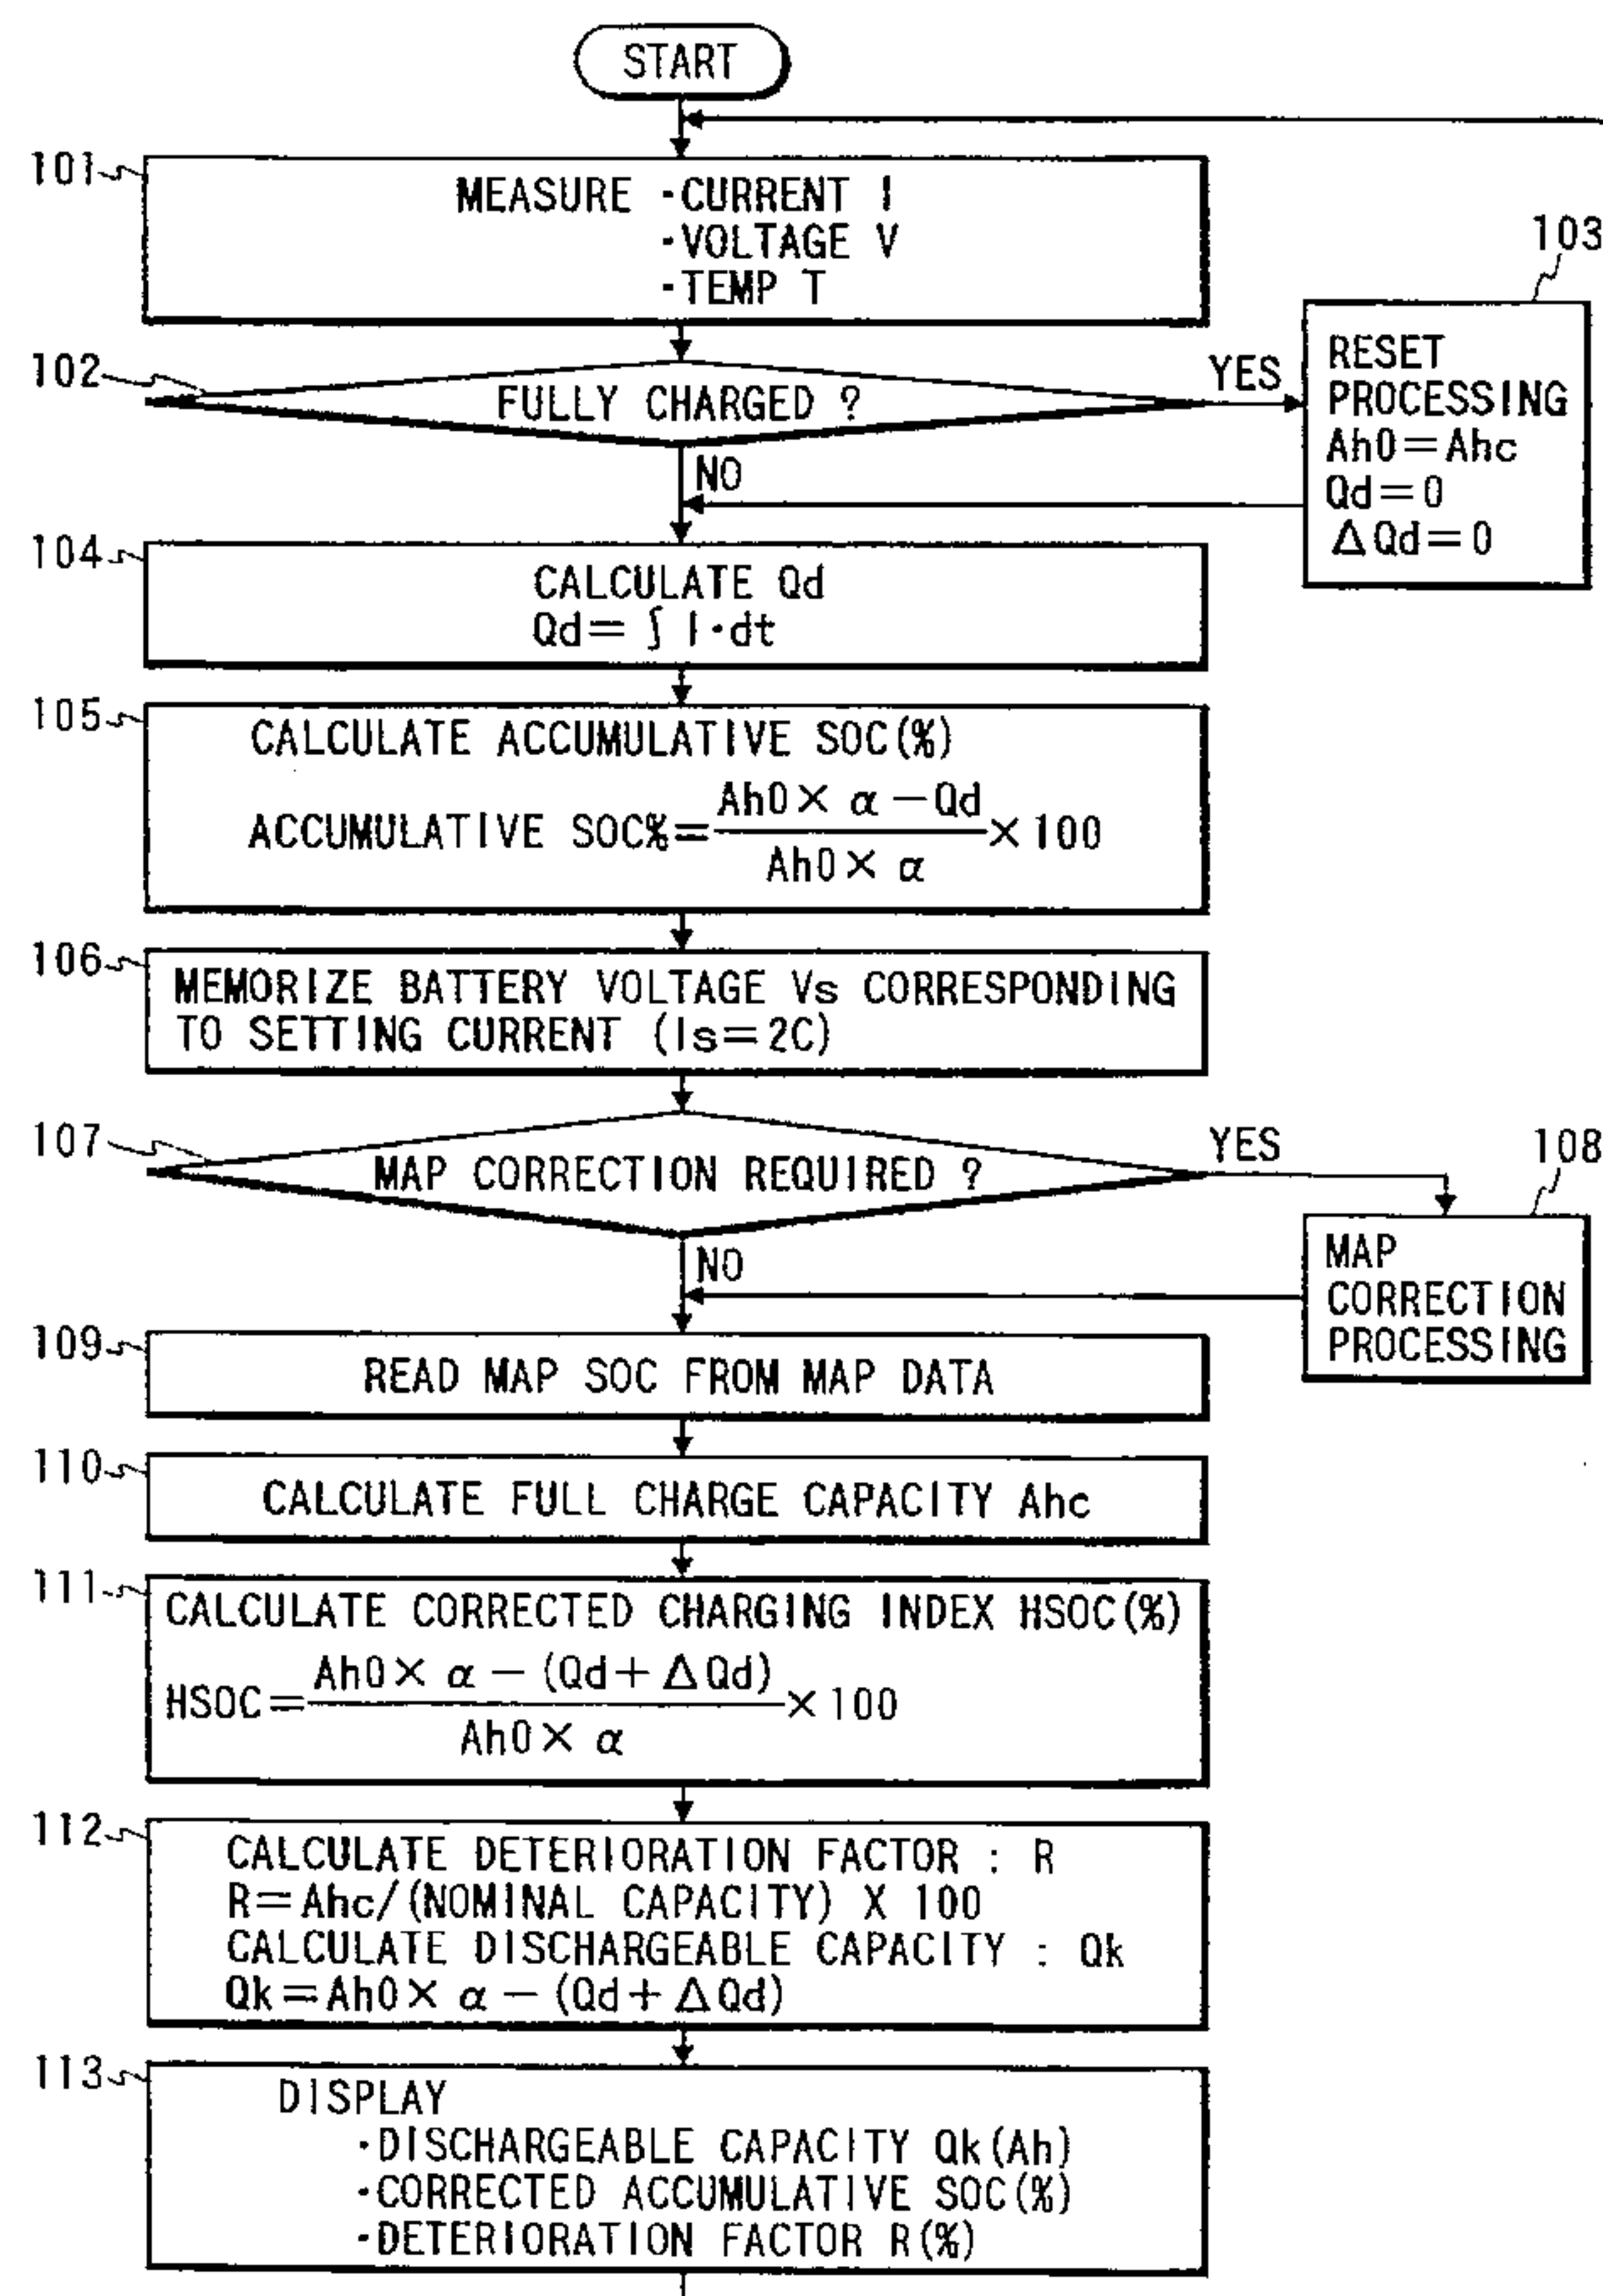 START
101
MEASURE -CURRENT I
-VOLTAGE V
-TEMP T
102
FULLY CHARGED ?
YES
NO
103
RESET
PROCESSING
Ah0=Ahc
Qd=0
ΔQd=0
104
CALCULATE Qd
Qd=∫ I·dt
105
CALCULATE ACCUMULATIVE SOC(%)
ACCUMULATIVE SOC%=(Ah0×α-Qd)/(Ah0×α)×100
106
MEMORIZE BATTERY VOLTAGE Vs CORRESPONDING
TO SETTING CURRENT (Is=2C)
107
MAP CORRECTION REQUIRED ?
YES
NO
108
MAP
CORRECTION
PROCESSING
109
READ MAP SOC FROM MAP DATA
110
CALCULATE FULL CHARGE CAPACITY Ahc
111
CALCULATE CORRECTED CHARGING INDEX HSOC(%)
HSOC=(Ah0×α-(Qd+ΔQd))/(Ah0×α)×100
112
CALCULATE DETERIORATION FACTOR : R
R=Ahc/(NOMINAL CAPACITY) X 100
CALCULATE DISCHARGEABLE CAPACITY : Qk
Qk=Ah0×α-(Qd+ΔQd)
113
DISPLAY
·DISCHARGEABLE CAPACITY Qk(Ah)
·CORRECTED ACCUMULATIVE SOC(%)
·DETERIORATION FACTOR R(%)